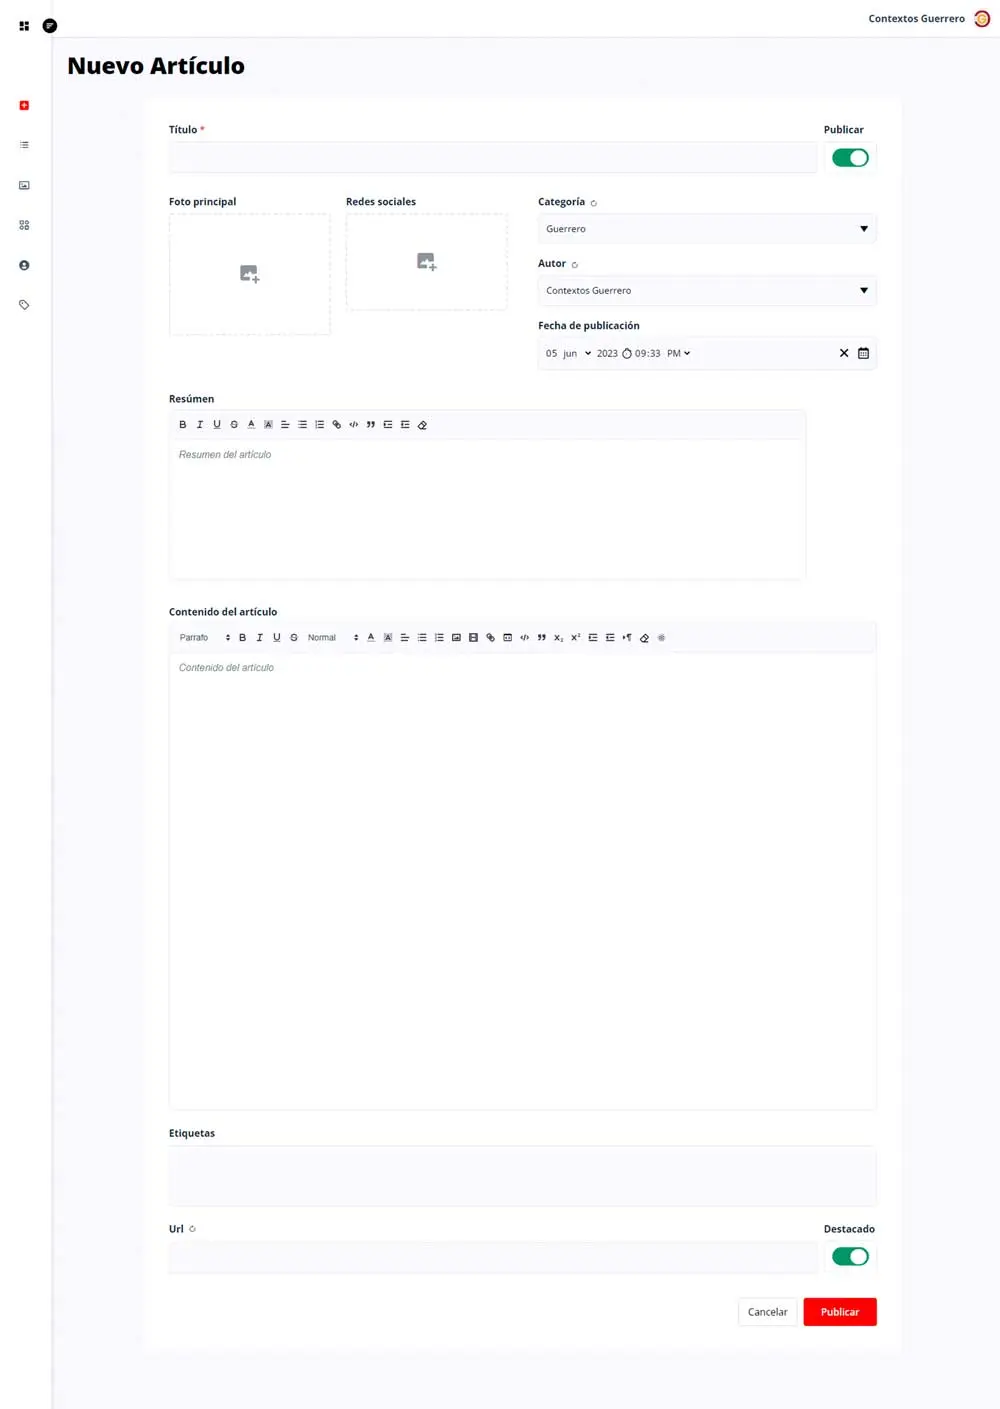 Contextos Guerrero
Nuevo Artículo
Título *
Publicar
Foto principal
Redes sociales
Categoría
Guerrero
Autor
Contextos Guerrero
Fecha de publicación
05 jun 2023 09:33 PM
Resúmen
Resumen del artículo
Contenido del artículo
Parrafo
Normal
Contenido del artículo
Etiquetas
Url
Destacado
Cancelar
Publicar